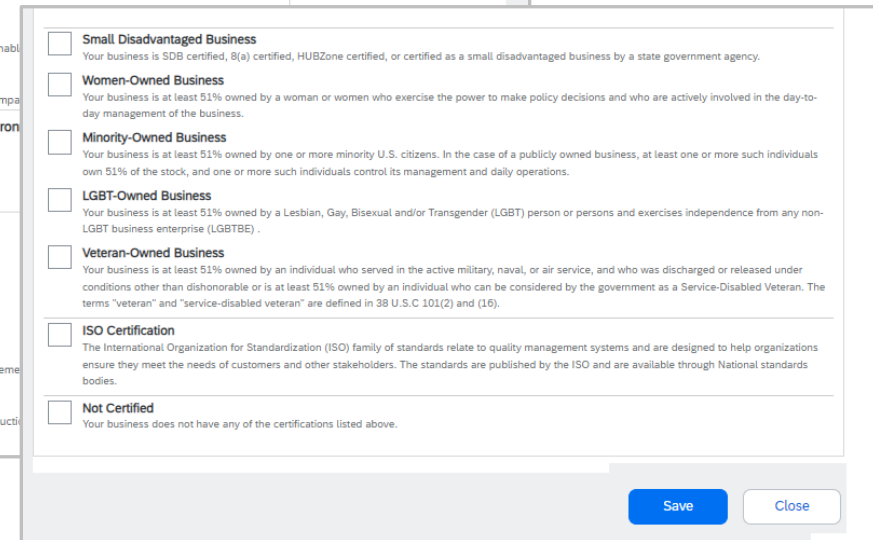 Small Disadvantaged Business
Your business is SDB certified, 8(a) certified, HUBZone certified, or certified as a small disadvantaged business by a state government agency.
Women-Owned Business
Your business is at least 51% owned by a woman or women who exercise the power to make policy decisions and who are actively involved in the day-to-
day management of the business.
Minority-Owned Business
Your business is at least 51% owned by one or more minority U.S. citizens. In the case of a publicly owned business, at least one or more such individuals
own 51% of the stock, and one or more such individuals control its management and daily operations.
LGBT-Owned Business
Your business is at least 51% owned by a Lesbian, Gay, Bisexual and/or Transgender (LGBT) person or persons and exercises independence from any non-
LGBT business enterprise (LGBTBE) .
Veteran-Owned Business
Your business is at least 51% owned by an individual who served in the active military, naval, or air service, and who was discharged or released under
conditions other than dishonorable or is at least 51% owned by an individual who can be considered by the government as a Service-Disabled Veteran. The
terms "veteran" and "service-disabled veteran" are defined in 38 U.S.C 101(2) and (16).
ISO Certification
The International Organization for Standardization (ISO) family of standards relate to quality management systems and are designed to help organizations
ensure they meet the needs of customers and other stakeholders. The standards are published by the ISO and are available through National standards
bodies.
Not Certified
Your business does not have any of the certifications listed above.
Save Close